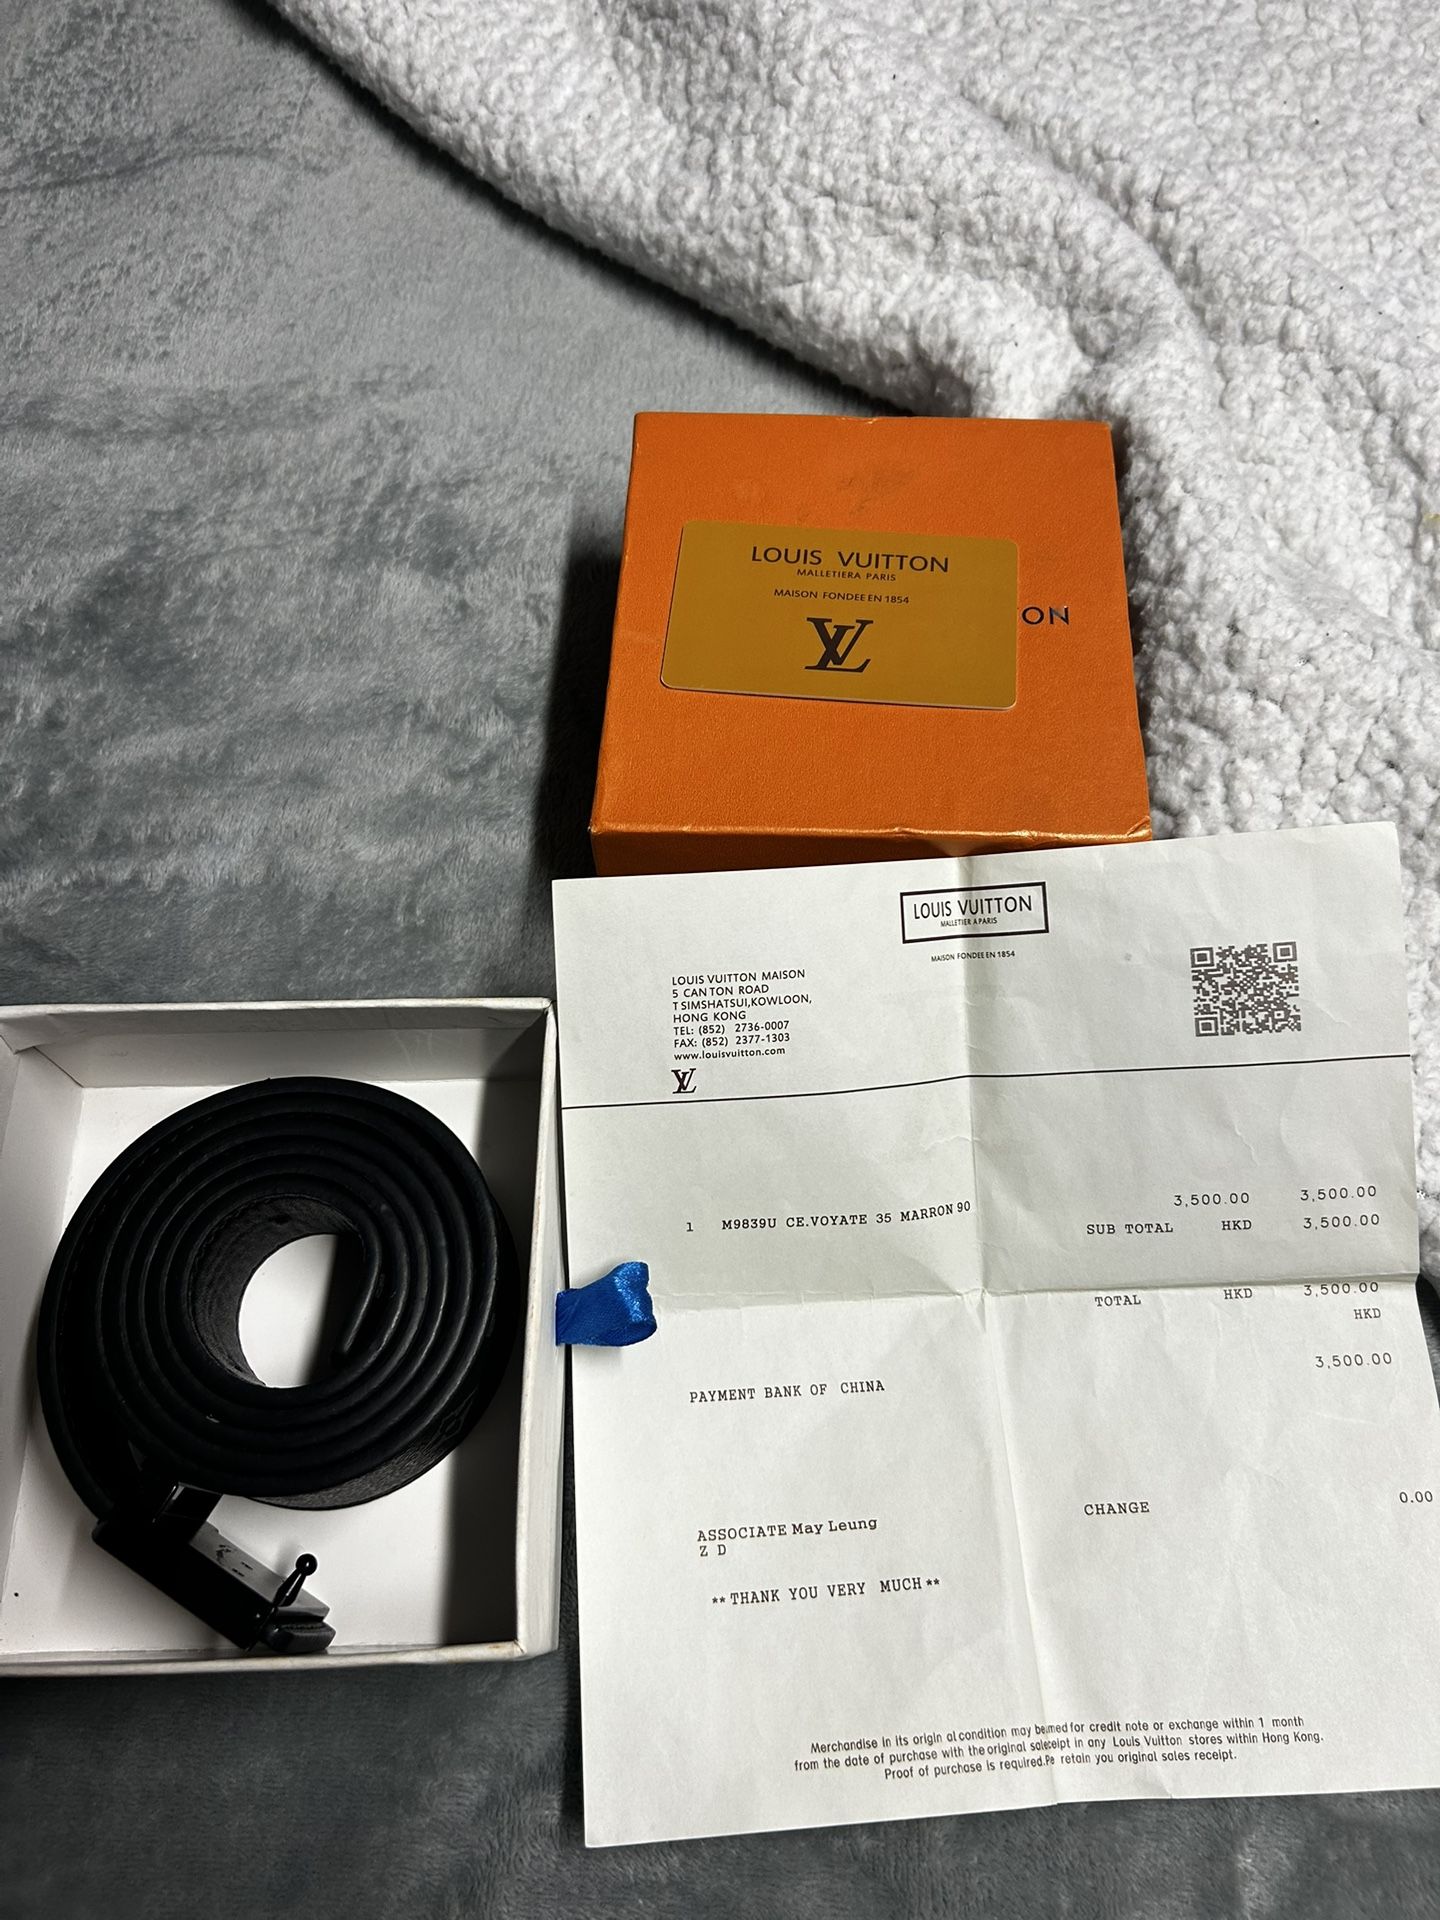 LOUIS VUITTON
MALLETIERA PARIS
MAISON FONDEE EN 1854
LV
TON
LOUIS VUITTON
MALLETIER A PARIS
MAISON FONDEE EN 1854
LOUIS VUITTON MAISON
5 CANTON ROAD
TSIMSHATSUI,KOWLOON,
HONG KONG
TEL: (852) 2736-0007
FAX: (852) 2377-1303
www.louisvuitton.com
LV
1 M9839U CE.VOYATE 35 MARRON 90 3,500.00 3,500.00
SUB TOTAL HKD 3,500.00
TOTAL HKD 3,500.00
HKD
3,500.00
PAYMENT BANK OF CHINA
CHANGE 0.00
ASSOCIATE May Leung
Z D
**THANK YOU VERY MUCH**
Merchandise in its origin al condition may be.med for credit note or exchange within 1 month
from the date of purchase with the original saleceipt in any Louis Vuitton stores within Hong Kong.
Proof of purchase is required.Pe retain you original sales receipt.